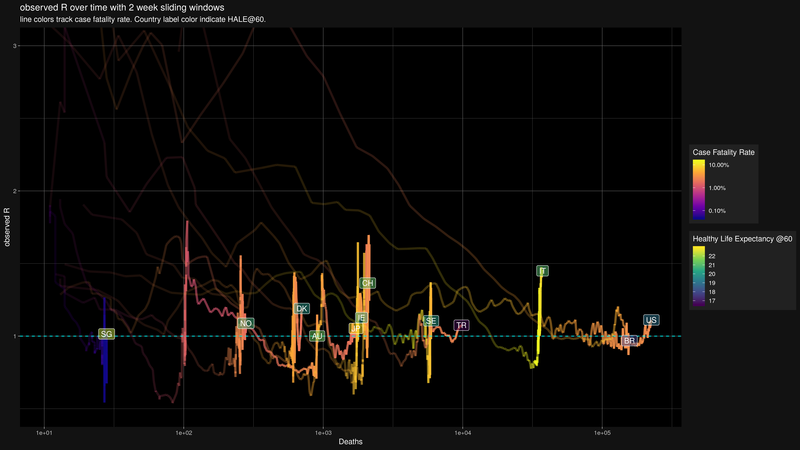 observed R over time with 2 week sliding windows
line colors track case fatality rate. Country label color indicate HALE@60.
3
2
1
observed R
SG
NO
DK
AU
CH
IE
JP
SE
TR
IT
BR
US
1e+01
1e+02
1e+03
1e+04
1e+05
Deaths
Case Fatality Rate
10.00%
1.00%
0.10%
Healthy Life Expectancy @60
22
21
20
19
18
17